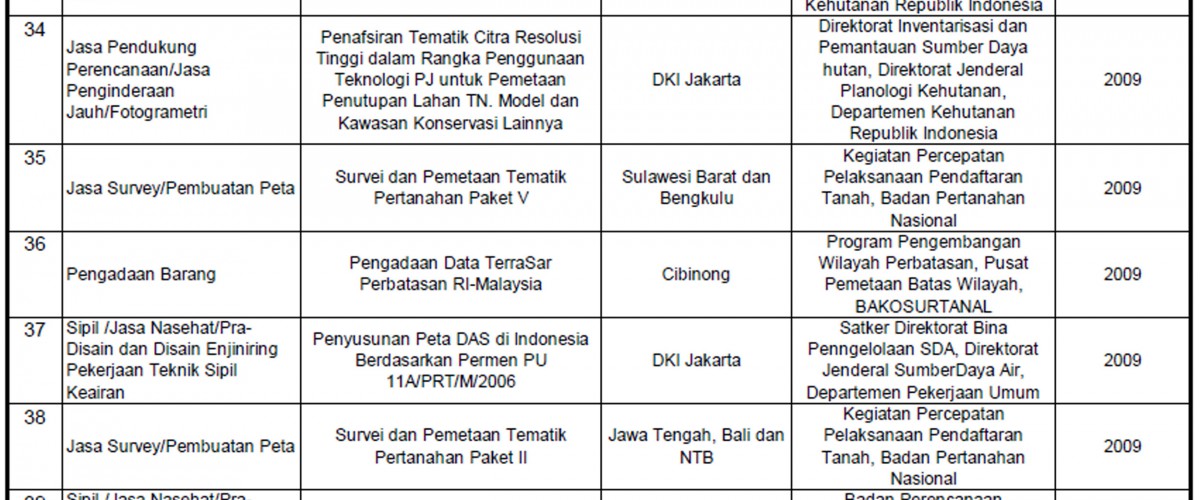 Kehutanan Republik Indonesia
34
Jasa Pendukung
Perencanaan/Jasa
Penginderaan
Jauh/Fotogrametri
Penafsiran Tematik Citra Resolusi
Tinggi dalam Rangka Penggunaan
Teknologi PJ untuk Pemetaan
Penutupan Lahan TN. Model dan
Kawasan Konservasi Lainnya
DKI Jakarta
Direktorat Inventarisasi dan
Pemantauan Sumber Daya
hutan, Direktorat Jenderal
Planologi Kehutanan,
Departemen Kehutanan
Republik Indonesia
2009
35
Jasa Survey/Pembuatan Peta
Survei dan Pemetaan Tematik
Pertanahan Paket V
Sulawesi Barat dan
Bengkulu
Kegiatan Percepatan
Pelaksanaan Pendaftaran
Tanah, Badan Pertanahan
Nasional
2009
36
Pengadaan Barang
Pengadaan Data TerraSar
Perbatasan RI-Malaysia
Cibinong
Program Pengembangan
Wilayah Perbatasan, Pusat
Pemetaan Batas Wilayah,
BAKOSURTANAL
2009
37
Sipil /Jasa Nasehat/Pra-
Disain dan Disain Enjiniring
Pekerjaan Teknik Sipil
Keairan
Penyusunan Peta DAS di Indonesia
Berdasarkan Permen PU
11A/PRT/M/2006
DKI Jakarta
Satker Direktorat Bina
Penngelolaan SDA, Direktorat
Jenderal SumberDaya Air,
Departemen Pekerjaan Umum
2009
38
Jasa Survey/Pembuatan Peta
Survei dan Pemetaan Tematik
Pertanahan Paket II
Jawa Tengah, Bali dan
NTB
Kegiatan Percepatan
Pelaksanaan Pendaftaran
Tanah, Badan Pertanahan
Nasional
2009
39
Sipil /Jasa Nasehat/Pra-
Badan Perencanaan